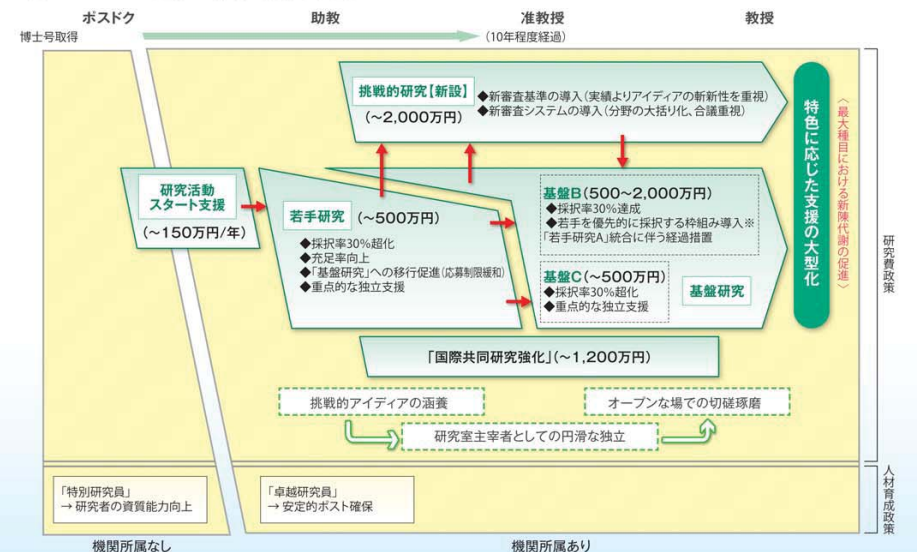 ポスドク
助教
准教授
教授
博士号取得
(10年程度経過)
挑戦的研究【新設】
(~2,000万円)
◆新審査基準の導入(実績よりアイディアの斬新性を重視)
◆新審査システムの導入(分野の大括り化、合議重視)
研究活動
スタート支援
(~150万円/年)
若手研究
(~500万円)
◆採択率30%超化
◆充足率向上
◆「基盤研究」への移行促進(応募制限緩和)
◆重点的な独立支援
基盤B(500~2,000万円)
◆採択率30%達成
◆若手を優先的に採択する枠組み導入※
「若手研究A」統合に伴う経過措置
基盤C(~500万円)
◆採択率30%超化
◆重点的な独立支援
基盤研究
特色に応じた支援の大型化
〈最大種目における新陳代謝の促進〉
研究費政策
「国際共同研究強化」(~1,200万円)
挑戦的アイディアの涵養
オープンな場での切磋琢磨
研究室主宰者としての円滑な独立
「特別研究員」
→ 研究者の資質能力向上
「卓越研究員」
→ 安定的ポスト確保
人材育成政策
機関所属なし
機関所属あり